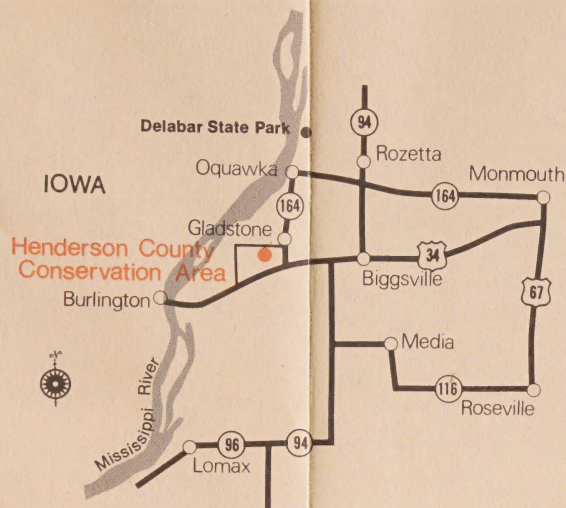 94
Delabar State Park
Rozetta
Oquawka
Monmouth
IOWA
164
164
Gladstone
Henderson County
Conservation Area
34
Biggsville
Burlington
67
N
Media
Mississippi River
116
Roseville
96
94
Lomax